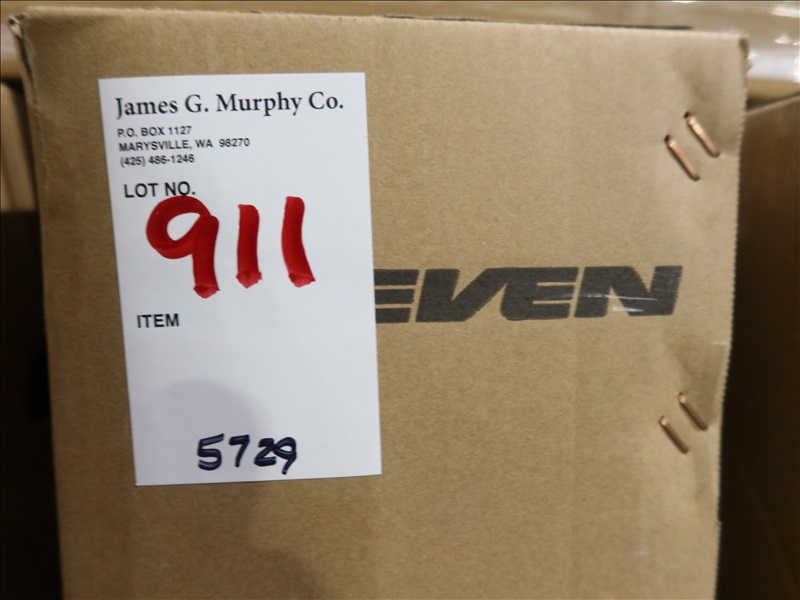 James G. Murphy Co.
P.O. BOX 1127
MARYSVILLE, WA 98270
(425) 486-1246
LOT NO.
911
EVEN
ITEM
5729